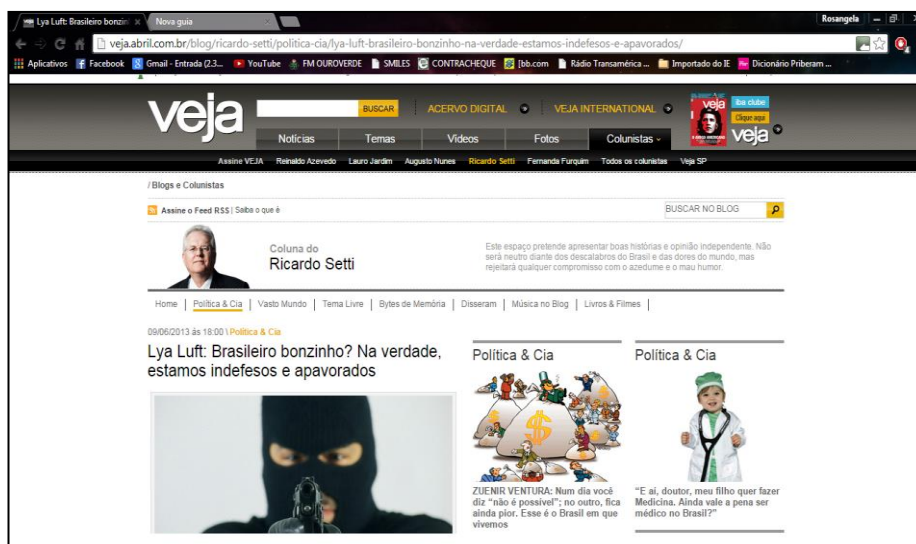 Lya Luft: Brasileiro bonzin
Nova guia
Rosangela
veja.abril.com.br/blog/ricardo-setti/politica-cia/lya-luft-brasileiro-bonzinho-na-verdade-estamos-indefesos-e-apavorados/
Aplicativos Facebook Gmail - Entrada (23... YouTube FM OUROVERDE SMILES CONTRACHEQUE [bb.com Rádio Transamérica ... Importado do IE Dicionário Priberam ...
veja
BUSCAR
ACERVO DIGITAL
VEJA INTERNATIONAL
veja
iba clube
Clique aqui
veja
Notícias Temas Vídeos Fotos Colunistas
Assine VEJA Reinaldo Azevedo Lauro Jardim Augusto Nunes Ricardo Setti Fernanda Furquim Todos os colunistas Veja SP
/ Blogs e Colunistas
Assine o Feed RSS | Saiba o que é
BUSCAR NO BLOG
Coluna do
Ricardo Setti
Este espaço pretende apresentar boas histórias e opinião independente. Não
será neutro diante dos descalabros do Brasil e das dores do mundo, mas
rejeitará qualquer compromisso com o azedume e o mau humor.
Home | Política & Cia | Vasto Mundo | Tema Livre | Bytes de Memória | Disseram | Música no Blog | Livros & Filmes |
09/06/2013 às 18:00 \ Política & Cia
Lya Luft: Brasileiro bonzinho? Na verdade,
estamos indefesos e apavorados
Política & Cia
ZUENIR VENTURA: Num dia você
diz “não é possível”; no outro, fica
ainda pior. Esse é o Brasil em que
vivemos
Política & Cia
“E aí, doutor, meu filho quer fazer
Medicina. Ainda vale a pena ser
médico no Brasil?”